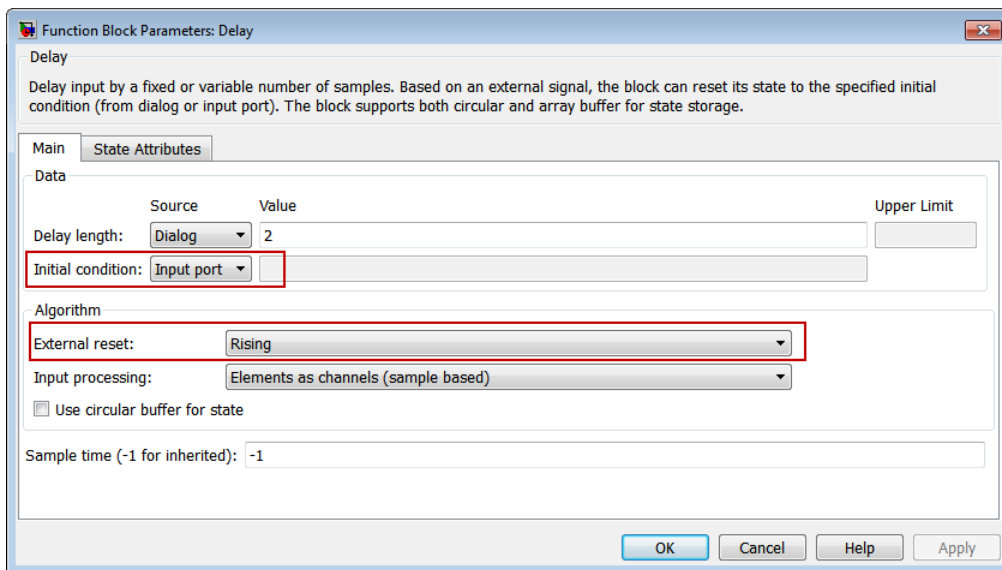 Function Block Parameters: Delay
Delay
Delay input by a fixed or variable number of samples. Based on an external signal, the block can reset its state to the specified initial
condition (from dialog or input port). The block supports both circular and array buffer for state storage.
Main State Attributes
Data
Source Value Upper Limit
Delay length: Dialog 2
Initial condition: Input port
Algorithm
External reset: Rising
Input processing: Elements as channels (sample based)
Use circular buffer for state
Sample time (-1 for inherited): -1
OK Cancel Help Apply